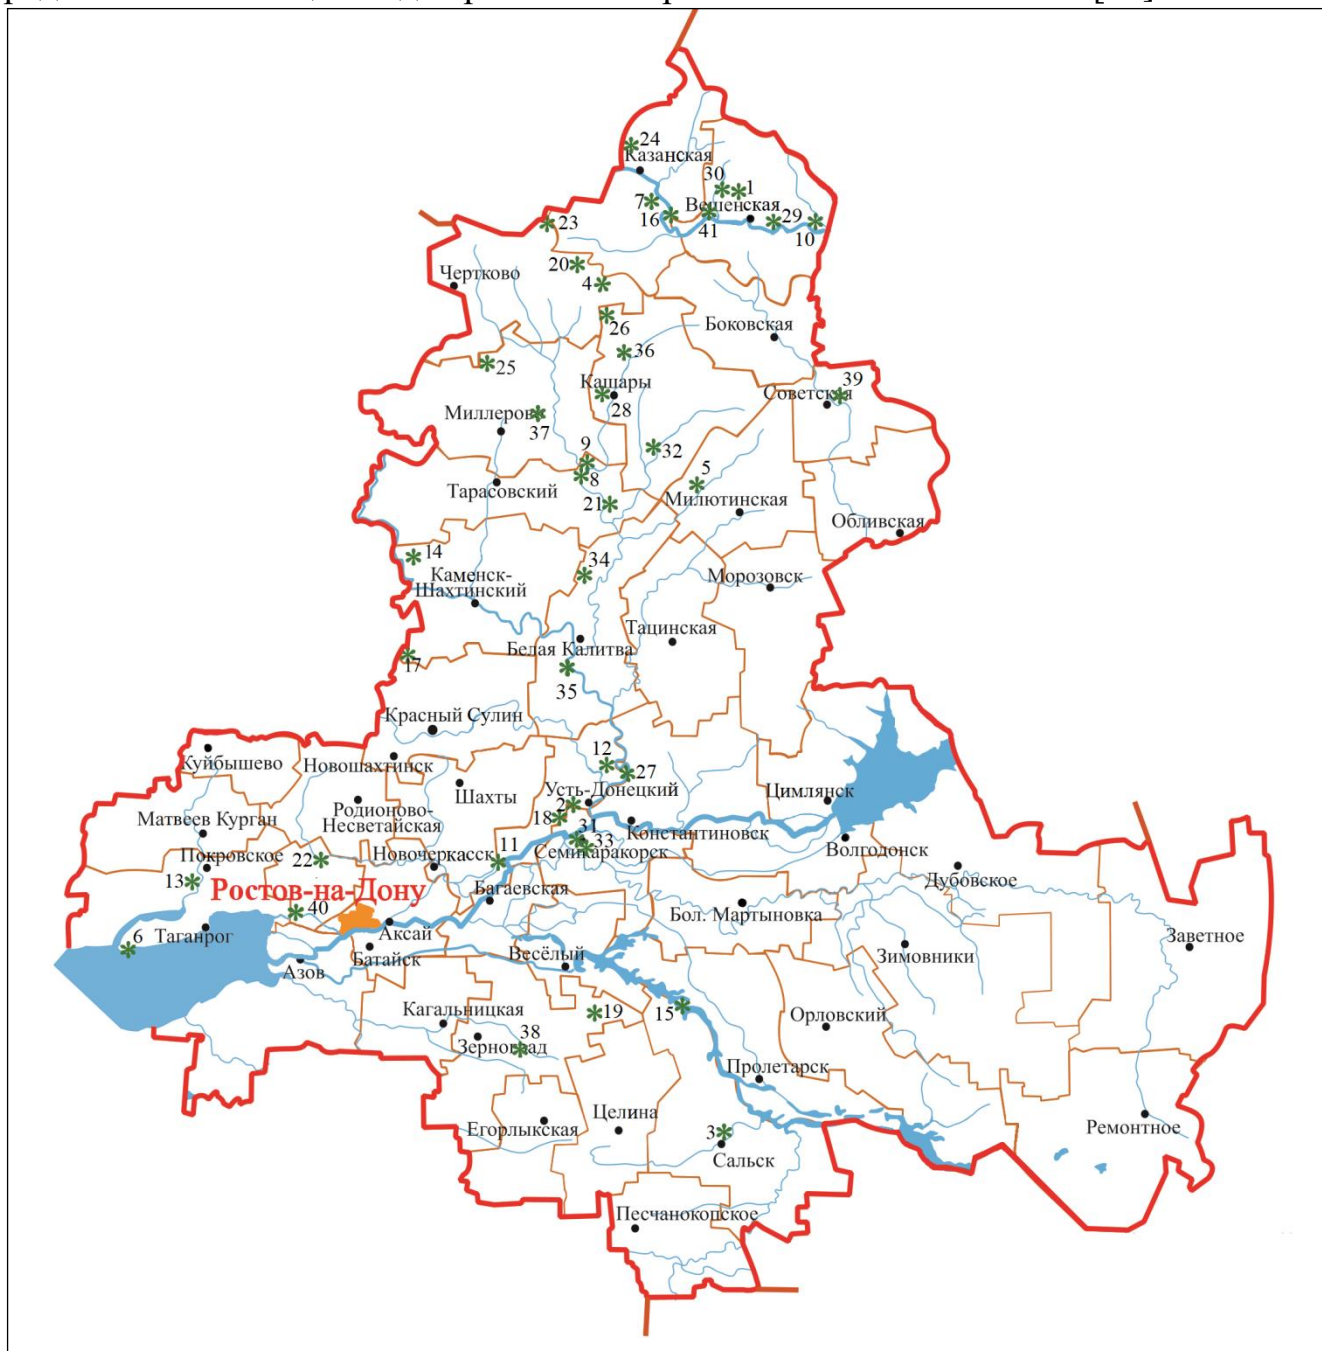 24
Казанская
30
1
7
Вешенская
16
41
29
10
23
20
4
Чертково
26
Боковская
36
25
Кашары
28
39
Советская
Миллерово
37
9
8
32
5
Тарасовский
21
Милютинская
Обливская
14
34
Каменск-
Шахтинский
Морозовск
Тацинская
Белая Калитва
17
35
Красный Сулин
Куйбышево
Новошахтинск
12
27
Шахты
Усть-Донецкий
Цимлянск
2
18
Родионово-
Несветайская
Матвеев Курган
31
Константиновск
33
Семикаракорск
Волгодонск
Покровское
22
Новочеркасск
11
13
Ростов-на-Дону
Багаевская
Дубовское
Бол. Мартыновка
40
Таганрог
6
Аксай
Батайск
Азов
Весёлый
Зимовники
Заветное
Кагальницкая
19
15
Орловский
38
Зерноград
Пролетарск
Егорлыкская
Целина
3
Сальск
Ремонтное
Песчанокопское